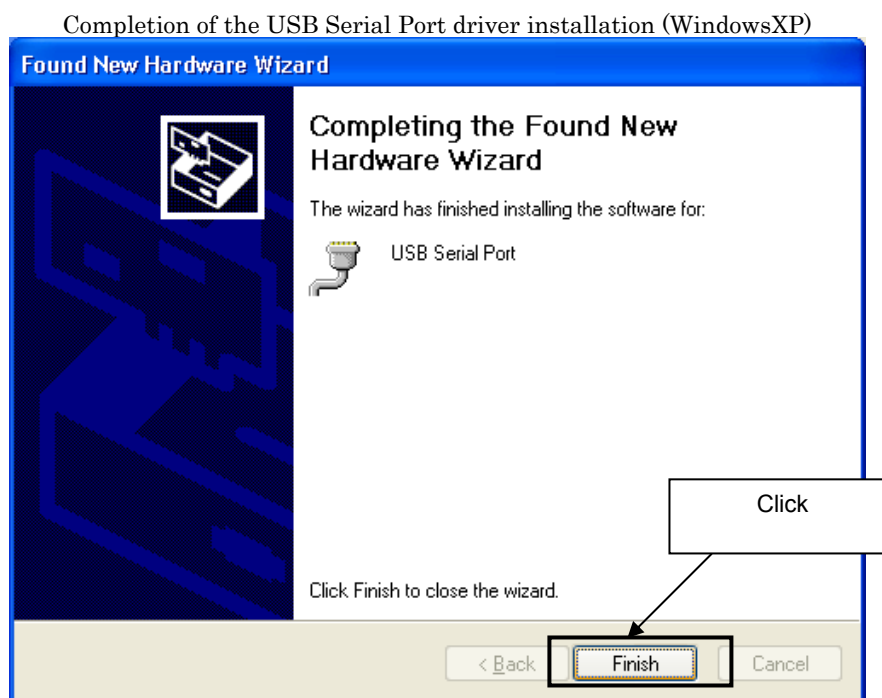 Completion of the USB Serial Port driver installation (WindowsXP)
Found New Hardware Wizard
Completing the Found New
Hardware Wizard
The wizard has finished installing the software for:
USB Serial Port
Click
Click Finish to close the wizard.
< Back
Finish
Cancel